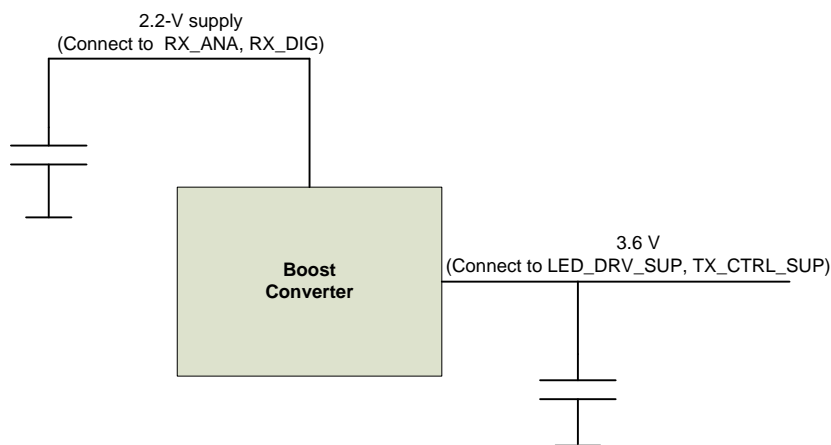 2.2-V supply
(Connect to RX_ANA, RX_DIG)
Boost
Converter
3.6 V
(Connect to LED_DRV_SUP, TX_CTRL_SUP)